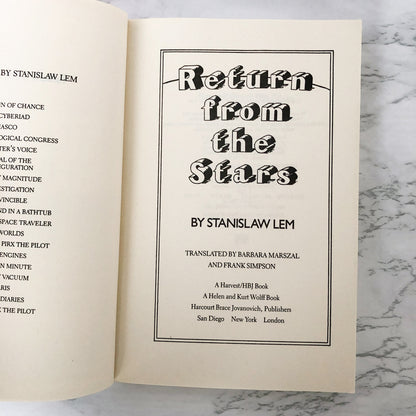 BY STANISLAW LEM
N OF CHANCE
CYBERIAD
ASCO
LOGICAL CONGRESS
TER'S VOICE
AL OF THE
GURATION
MAGNITUDE
ESTIGATION
VINCIBLE
ND IN A BATHTUB
SPACE TRAVELER
WORLDS
PIRX THE PILOT
ENGINES
N MINUTE
VACUUM
RIS
DIARIES
THE PILOT
Return
from
the
Stars
BY STANISLAW LEM
TRANSLATED BY BARBARA MARSZAL
AND FRANK SIMPSON
A Harvest/HBJ Book
A Helen and Kurt Wolff Book
Harcourt Brace Jovanovich, Publishers
San Diego New York London